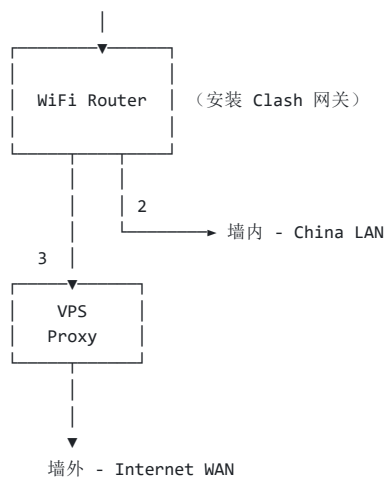 WiFi Router （安装 Clash 网关）
2
墙内 - China LAN
3
VPS
Proxy
墙外 - Internet WAN